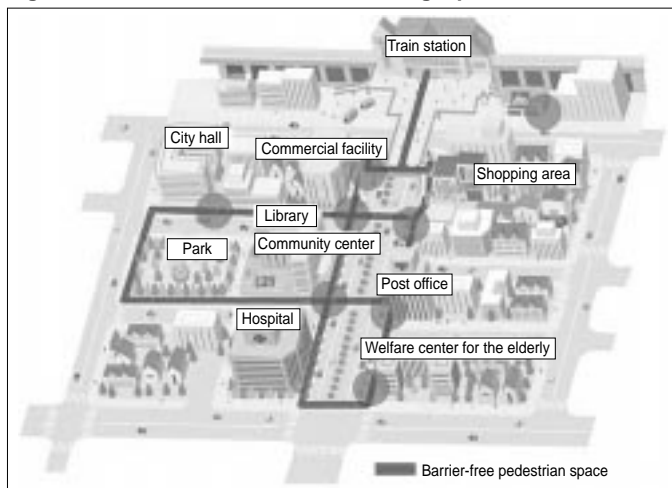 Train station
City hall
Commercial facility
Shopping area
Library
Park
Community center
Post office
Hospital
Welfare center for the elderly
Barrier-free pedestrian space